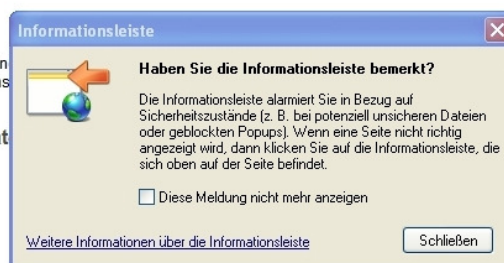 Informationsleiste
Haben Sie die Informationsleiste bemerkt?
Die Informationsleiste alarmiert Sie in Bezug auf
Sicherheitszustände (z. B. bei potenziell unsicheren Dateien
oder geblockten Popups). Wenn eine Seite nicht richtig
angezeigt wird, dann klicken Sie auf die Informationsleiste, die
sich oben auf der Seite befindet.
Diese Meldung nicht mehr anzeigen
Weitere Informationen über die Informationsleiste
Schließen